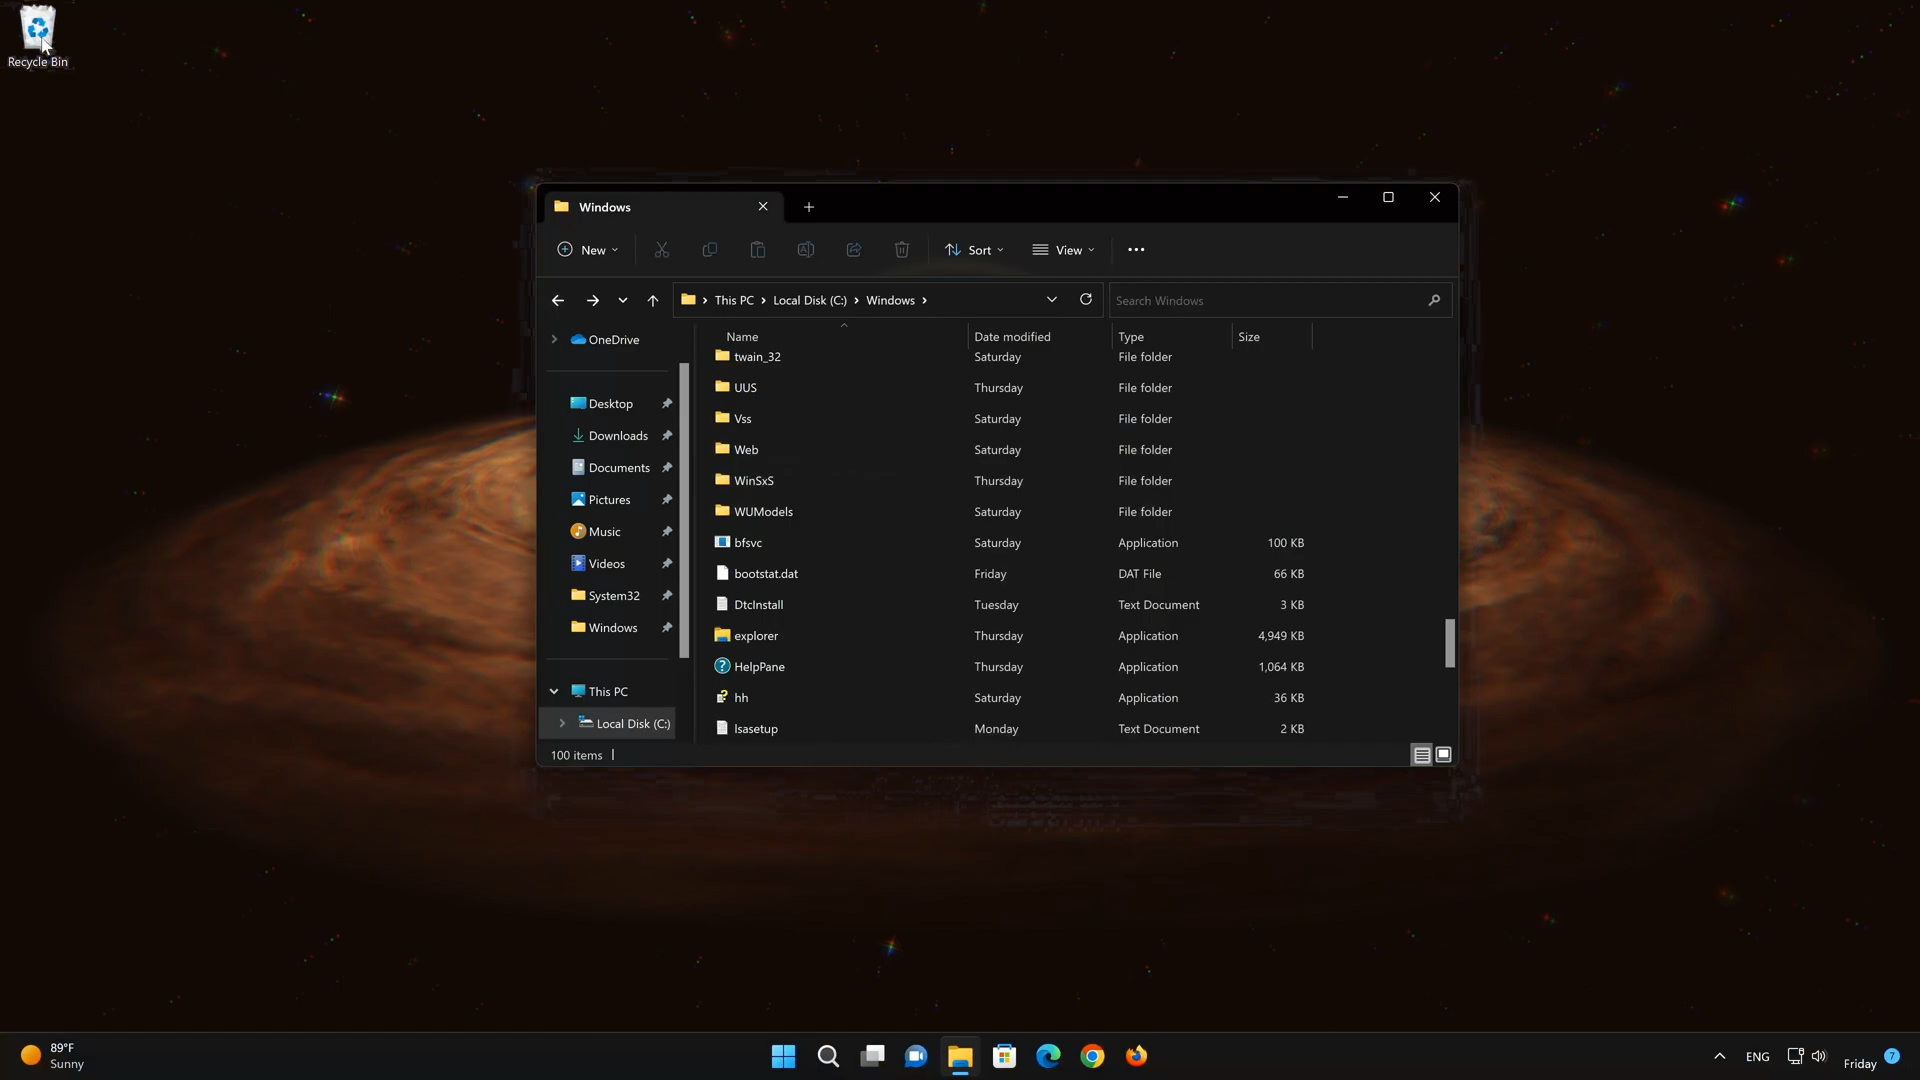 Recycle Bin
Windows
New
Sort
View
This PC
Local Disk (C:)
Windows
Search Windows
OneDrive
Desktop
Downloads
Documents
Pictures
Music
Videos
System32
Windows
This PC
Local Disk (C:)
Name Date modified Type Size
twain_32 Saturday File folder
UUS Thursday File folder
Vss Saturday File folder
Web Saturday File folder
WinSxS Thursday File folder
WUModels Saturday File folder
bfsvc Saturday Application 100 KB
bootstat.dat Friday DAT File 66 KB
DtcInstall Tuesday Text Document 3 KB
explorer Thursday Application 4,949 KB
HelpPane Thursday Application 1,064 KB
hh Saturday Application 36 KB
lsasetup Monday Text Document 2 KB
100 items
89°F
Sunny
ENG
Friday
7